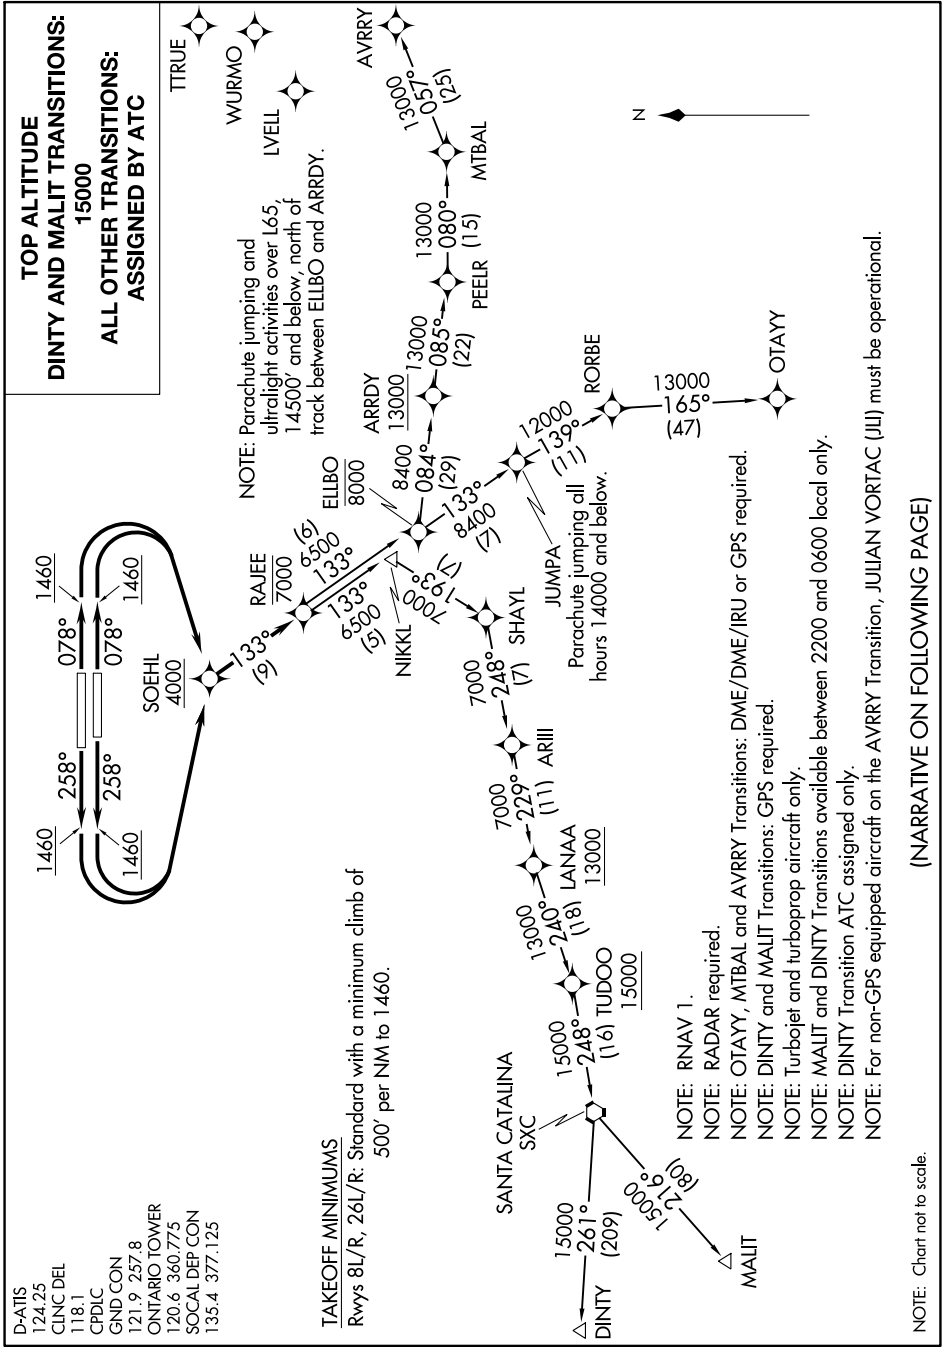 D-ATIS
124.25
CLNC DEL
118.1
CPDLC
GND CON
121.9 257.8
ONTARIO TOWER
120.6 360.775
SOCAL DEP CON
135.4 377.125
TOP ALTITUDE
DINTY AND MALIT TRANSITIONS:
15000
ALL OTHER TRANSITIONS:
ASSIGNED BY ATC
1460
258°
078°
1460
1460
258°
078°
1460
SOEHL
4000
133°
(9)
RAJEE
7000
(6)
6500
133°
133°
6500
(5)
NIKKL
ELLBO
8000
TTRUE
WURMO
LVELL
NOTE: Parachute jumping and
ultralight activities over L65,
14500' and below, north of
track between ELLBO and ARRDY.
8400
084°
(29)
ARRDY
13000
13000
085°
(22)
PEELR
13000
080°
(15)
MTBAL
13000
057°
(25)
AVRRY
133°
8400
(7)
JUMPA
Parachute jumping all
hours 14000 and below.
12000
139°
(11)
RORBE
13000
165°
(47)
OTAYY
7000
193°
(7)
SHAYL
7000
248°
(7)
ARIII
7000
229°
(11)
LANAA
13000
13000
240°
(18)
TUDOO
15000
15000
248°
(16)
SANTA CATALINA
SXC
15000
261°
(209)
DINTY
15000
216°
(80)
MALIT
N
TAKEOFF MINIMUMS
Rwys 8L/R, 26L/R: Standard with a minimum climb of
500' per NM to 1460.
NOTE: RNAV 1.
NOTE: RADAR required.
NOTE: OTAYY, MTBAL and AVRRY Transitions: DME/DME/IRU or GPS required.
NOTE: DINTY and MALIT Transitions: GPS required.
NOTE: Turbojet and turboprop aircraft only.
NOTE: MALIT and DINTY Transitions available between 2200 and 0600 local only.
NOTE: DINTY Transition ATC assigned only.
NOTE: For non-GPS equipped aircraft on the AVRRY Transition, JULIAN VORTAC (JLI) must be operational.
(NARRATIVE ON FOLLOWING PAGE)
NOTE: Chart not to scale.